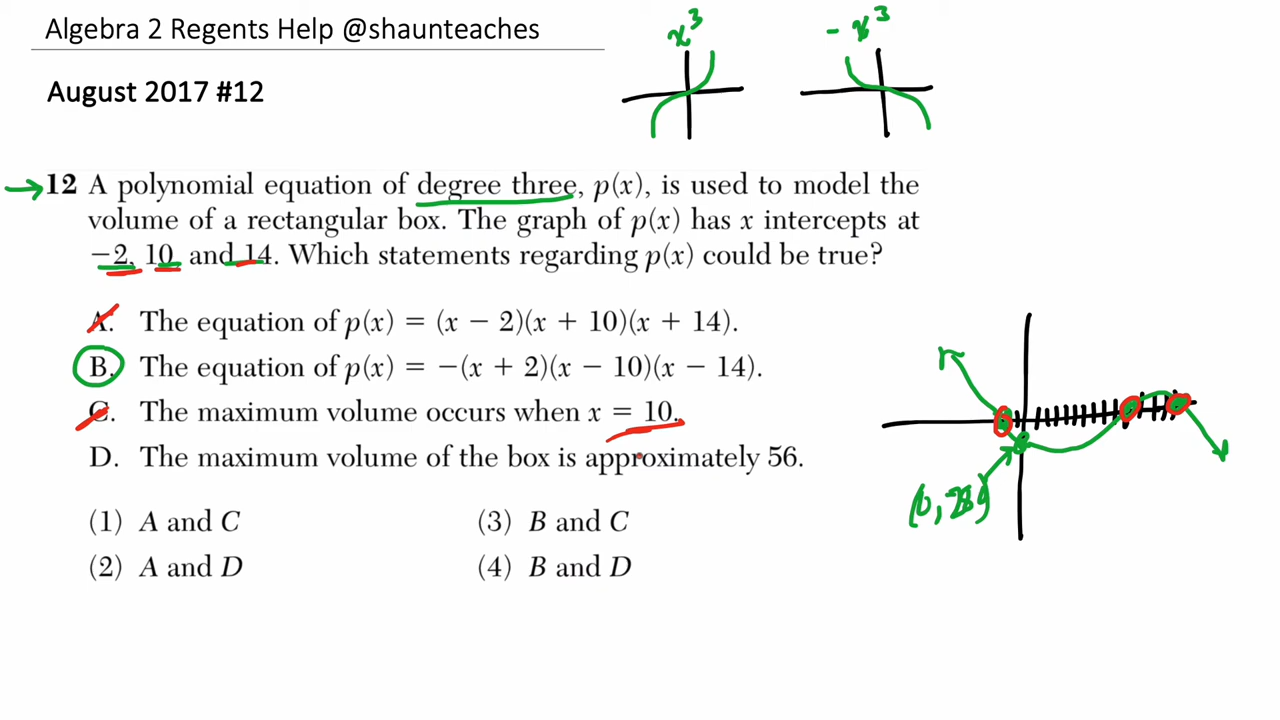 Algebra 2 Regents Help @shaunteaches
x³
- x³
August 2017 #12
12 A polynomial equation of degree three, p(x), is used to model the
volume of a rectangular box. The graph of p(x) has x intercepts at
−2, 10, and 14. Which statements regarding p(x) could be true?
A. The equation of p(x) = (x − 2)(x + 10)(x + 14).
B. The equation of p(x) = −(x + 2)(x − 10)(x − 14).
C. The maximum volume occurs when x = 10.
D. The maximum volume of the box is approximately 56.
(1) A and C
(3) B and C
(2) A and D
(4) B and D